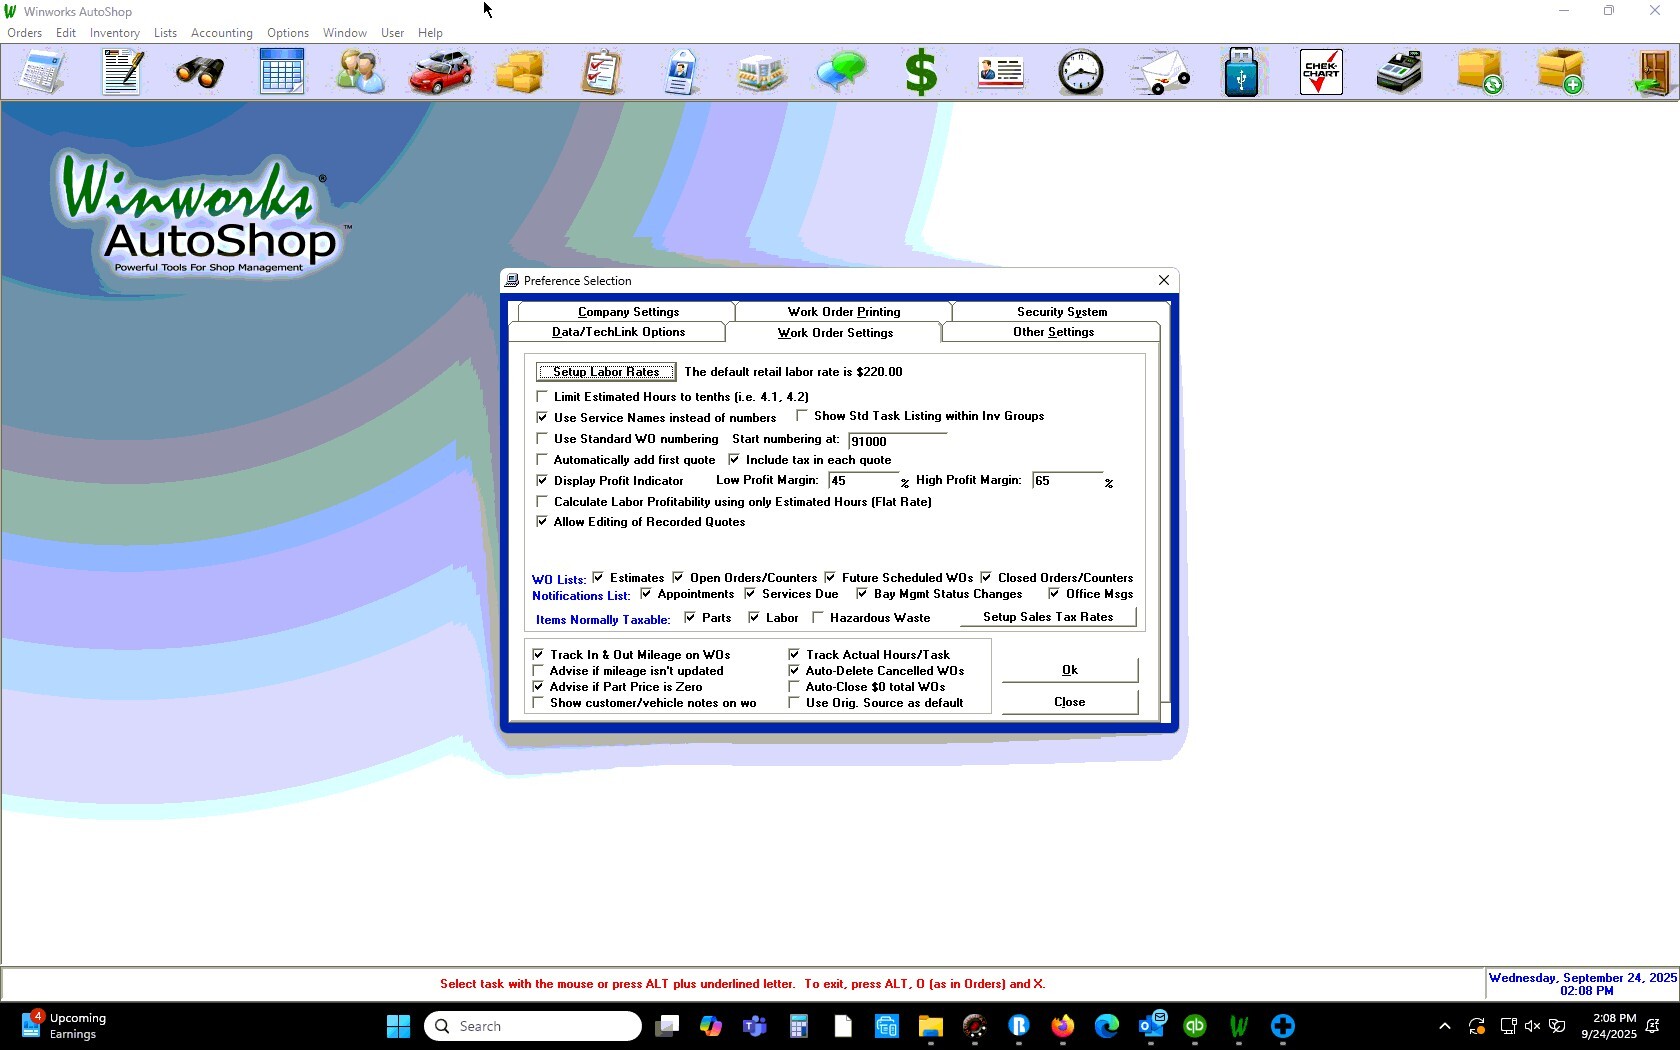 Winworks AutoShop
Orders Edit Inventory Lists Accounting Options Window User Help
CHEK-CHART
Winworks®
AutoShop™
Powerful Tools For Shop Management
Preference Selection
Company Settings Work Order Printing Security System
Data/TechLink Options Work Order Settings Other Settings
Setup Labor Rates The default retail labor rate is $220.00
Limit Estimated Hours to tenths (i.e. 4.1, 4.2)
Use Service Names instead of numbers Show Std Task Listing within Inv Groups
Use Standard WO numbering Start numbering at: 91000
Automatically add first quote Include tax in each quote
Display Profit Indicator Low Profit Margin: 45 % High Profit Margin: 65 %
Calculate Labor Profitability using only Estimated Hours (Flat Rate)
Allow Editing of Recorded Quotes
WO Lists: Estimates Open Orders/Counters Future Scheduled WOs Closed Orders/Counters
Notifications List: Appointments Services Due Bay Mgmt Status Changes Office Msgs
Items Normally Taxable: Parts Labor Hazardous Waste Setup Sales Tax Rates
Track In & Out Mileage on WOs Track Actual Hours/Task
Advise if mileage isn't updated Auto-Delete Cancelled WOs
Advise if Part Price is Zero Auto-Close $0 total WOs
Show customer/vehicle notes on wo Use Orig. Source as default
Ok
Close
Select task with the mouse or press ALT plus underlined letter. To exit, press ALT, O (as in Orders) and X.
Wednesday, September 24, 2025
02:08 PM
4
Upcoming
Earnings
Search
2:08 PM
9/24/2025